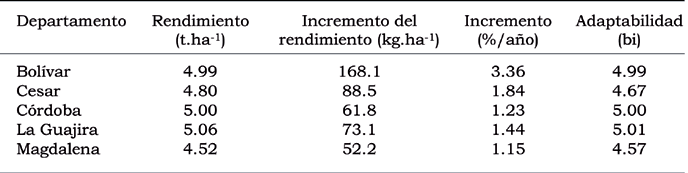 Departamento Rendimiento Incremento del Incremento Adaptabilidad
(t.ha-1) rendimiento (kg.ha-1) (%/año) (bi)
Bolívar 4.99 168.1 3.36 4.99
Cesar 4.80 88.5 1.84 4.67
Córdoba 5.00 61.8 1.23 5.00
La Guajira 5.06 73.1 1.44 5.01
Magdalena 4.52 52.2 1.15 4.57